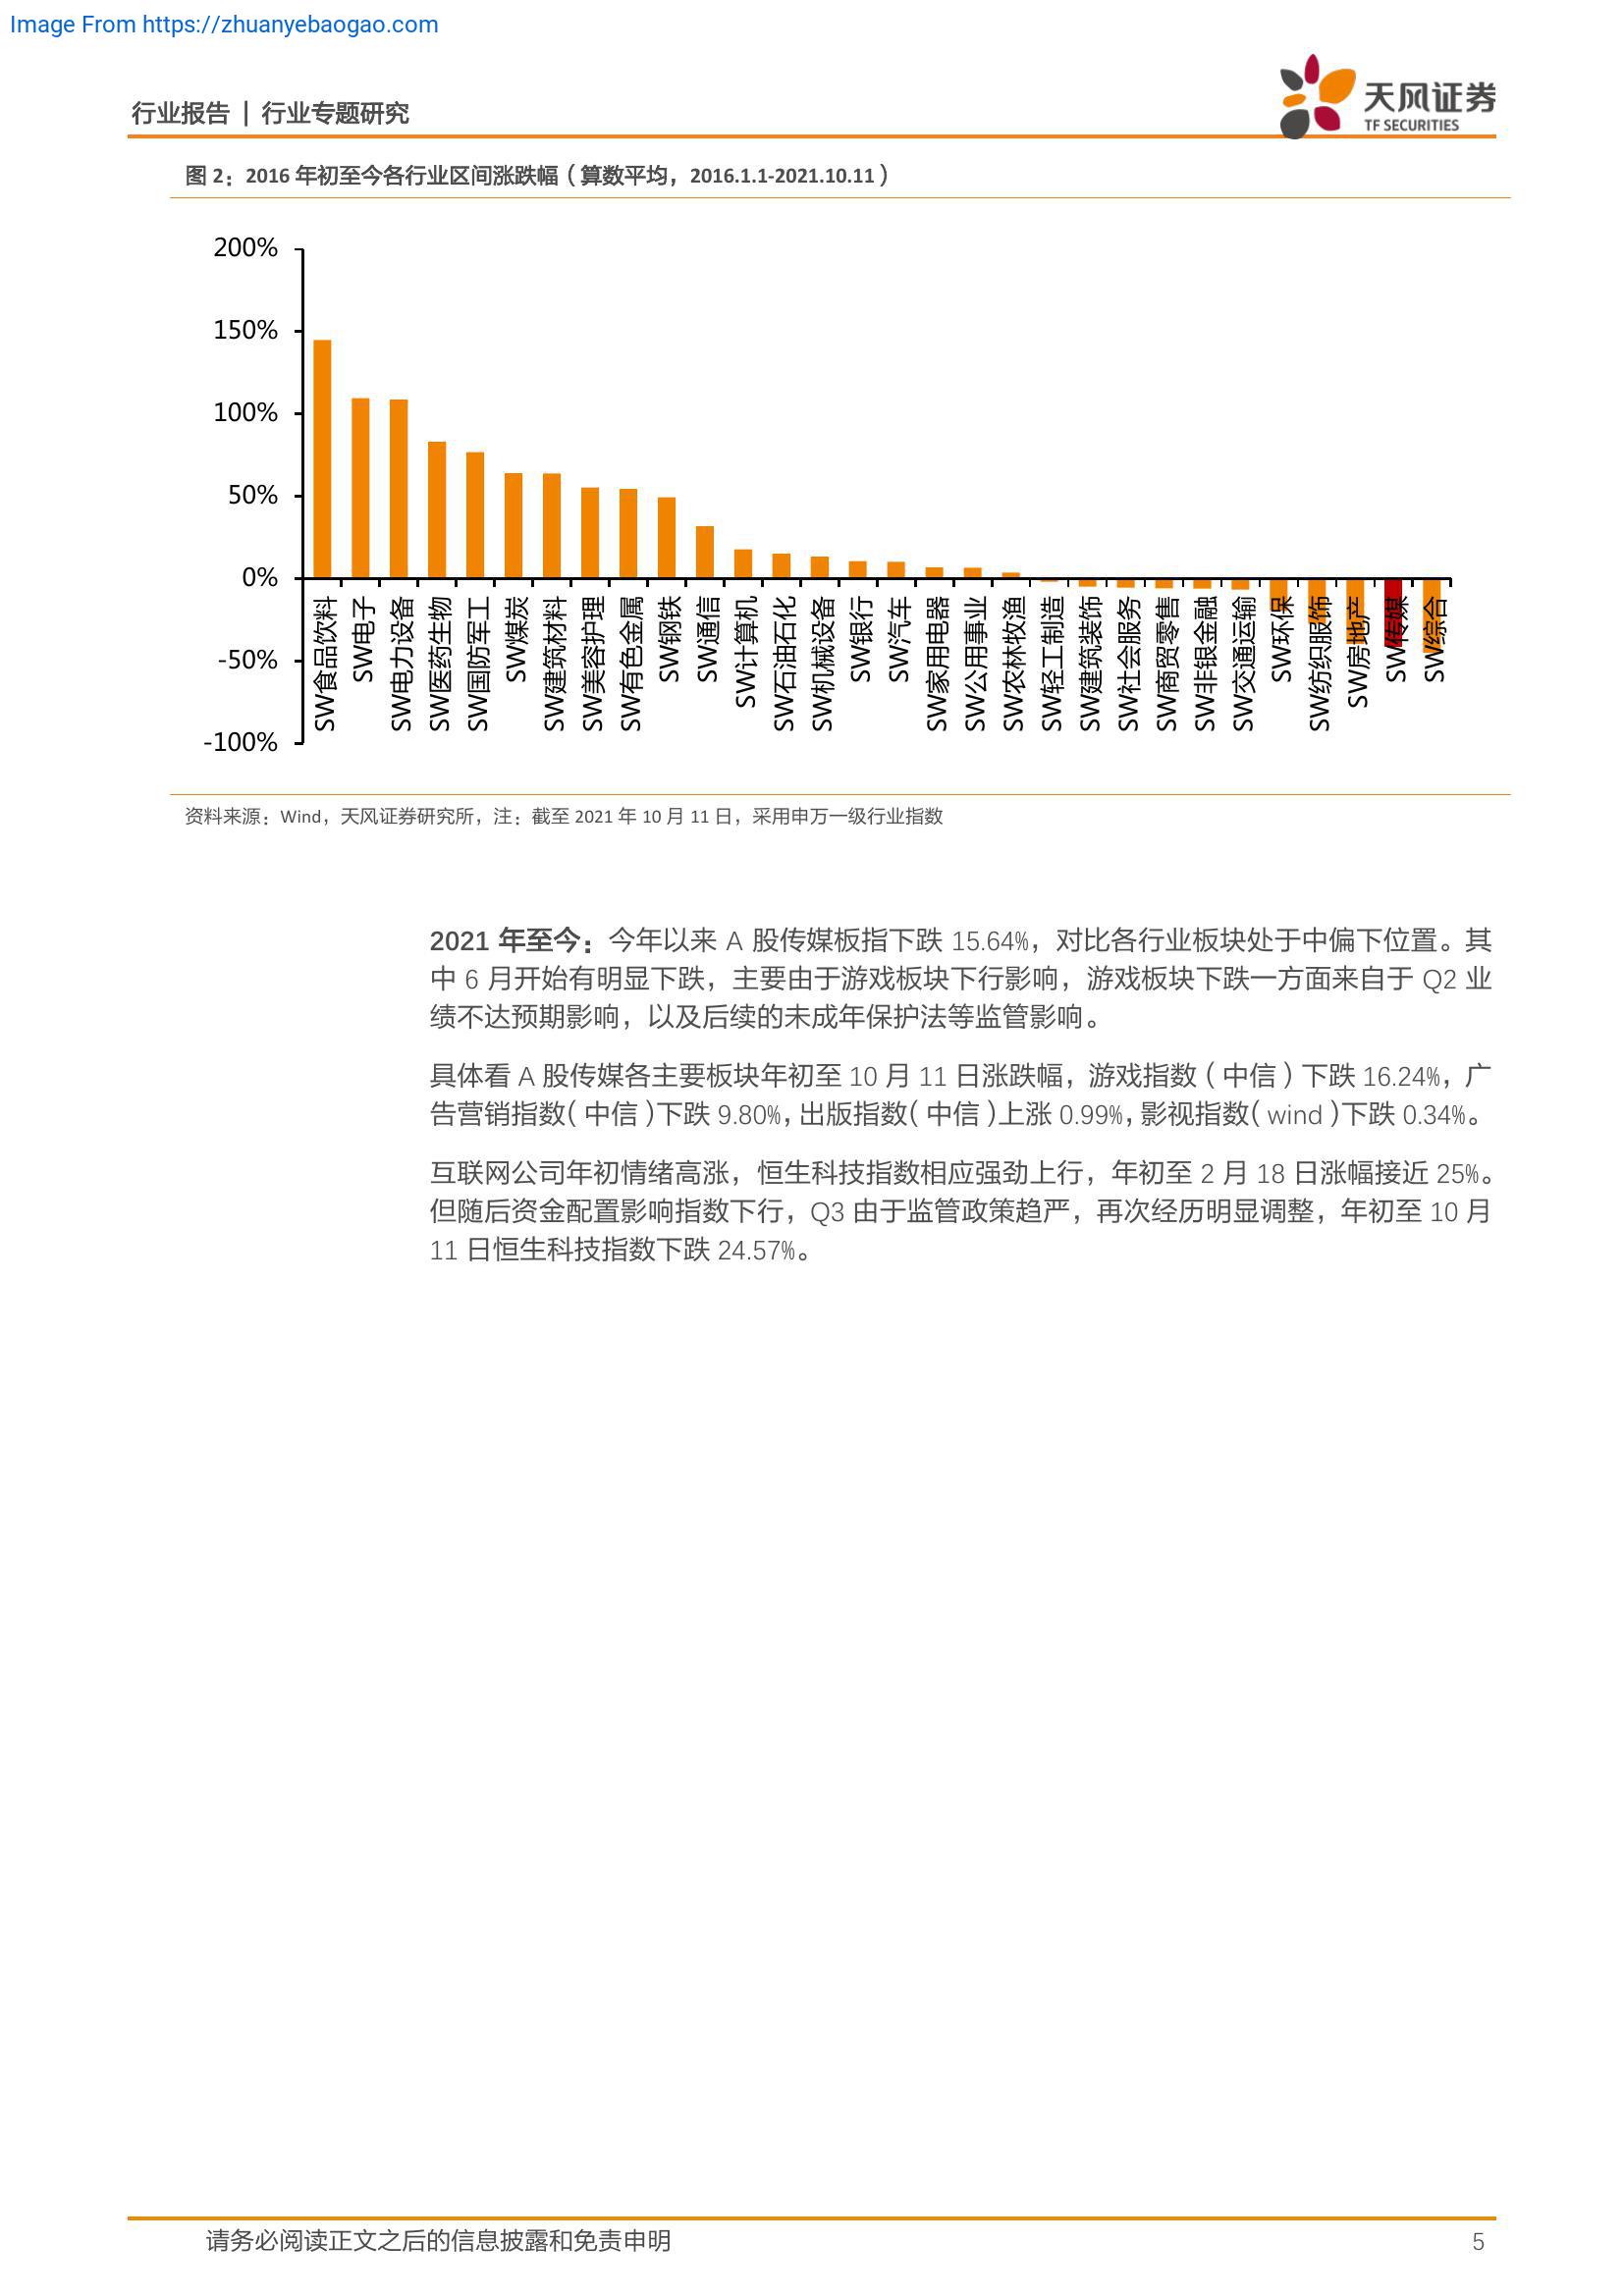 Image From https://zhuanyebaogao.com
行业报告 | 行业专题研究
天风证券
TF SECURITIES
图 2：2016 年初至今各行业区间涨跌幅（算数平均，2016.1.1-2021.10.11）
200%
150%
100%
50%
0%
-50%
-100%
SW食品饮料
SW电子
SW电力设备
SW医药生物
SW国防军工
SW煤炭
SW建筑材料
SW美容护理
SW有色金属
SW钢铁
SW通信
SW计算机
SW石油石化
SW机械设备
SW银行
SW汽车
SW家用电器
SW公用事业
SW农林牧渔
SW轻工制造
SW建筑装饰
SW社会服务
SW商贸零售
SW非银金融
SW交通运输
SW环保
SW纺织服饰
SW房地产
SW传媒
SW综合
资料来源：Wind，天风证券研究所，注：截至 2021 年 10 月 11 日，采用申万一级行业指数
2021 年至今：今年以来 A 股传媒板指下跌 15.64%，对比各行业板块处于中偏下位置。其
中 6 月开始有明显下跌，主要由于游戏板块下行影响，游戏板块下跌一方面来自于 Q2 业
绩不达预期影响，以及后续的未成年保护法等监管影响。
具体看 A 股传媒各主要板块年初至 10 月 11 日涨跌幅，游戏指数（中信）下跌 16.24%，广
告营销指数（中信）下跌 9.80%，出版指数（中信）上涨 0.99%，影视指数（wind）下跌 0.34%。
互联网公司年初情绪高涨，恒生科技指数相应强劲上行，年初至 2 月 18 日涨幅接近 25%。
但随后资金配置影响指数下行，Q3 由于监管政策趋严，再次经历明显调整，年初至 10 月
11 日恒生科技指数下跌 24.57%。
请务必阅读正文之后的信息披露和免责申明
5